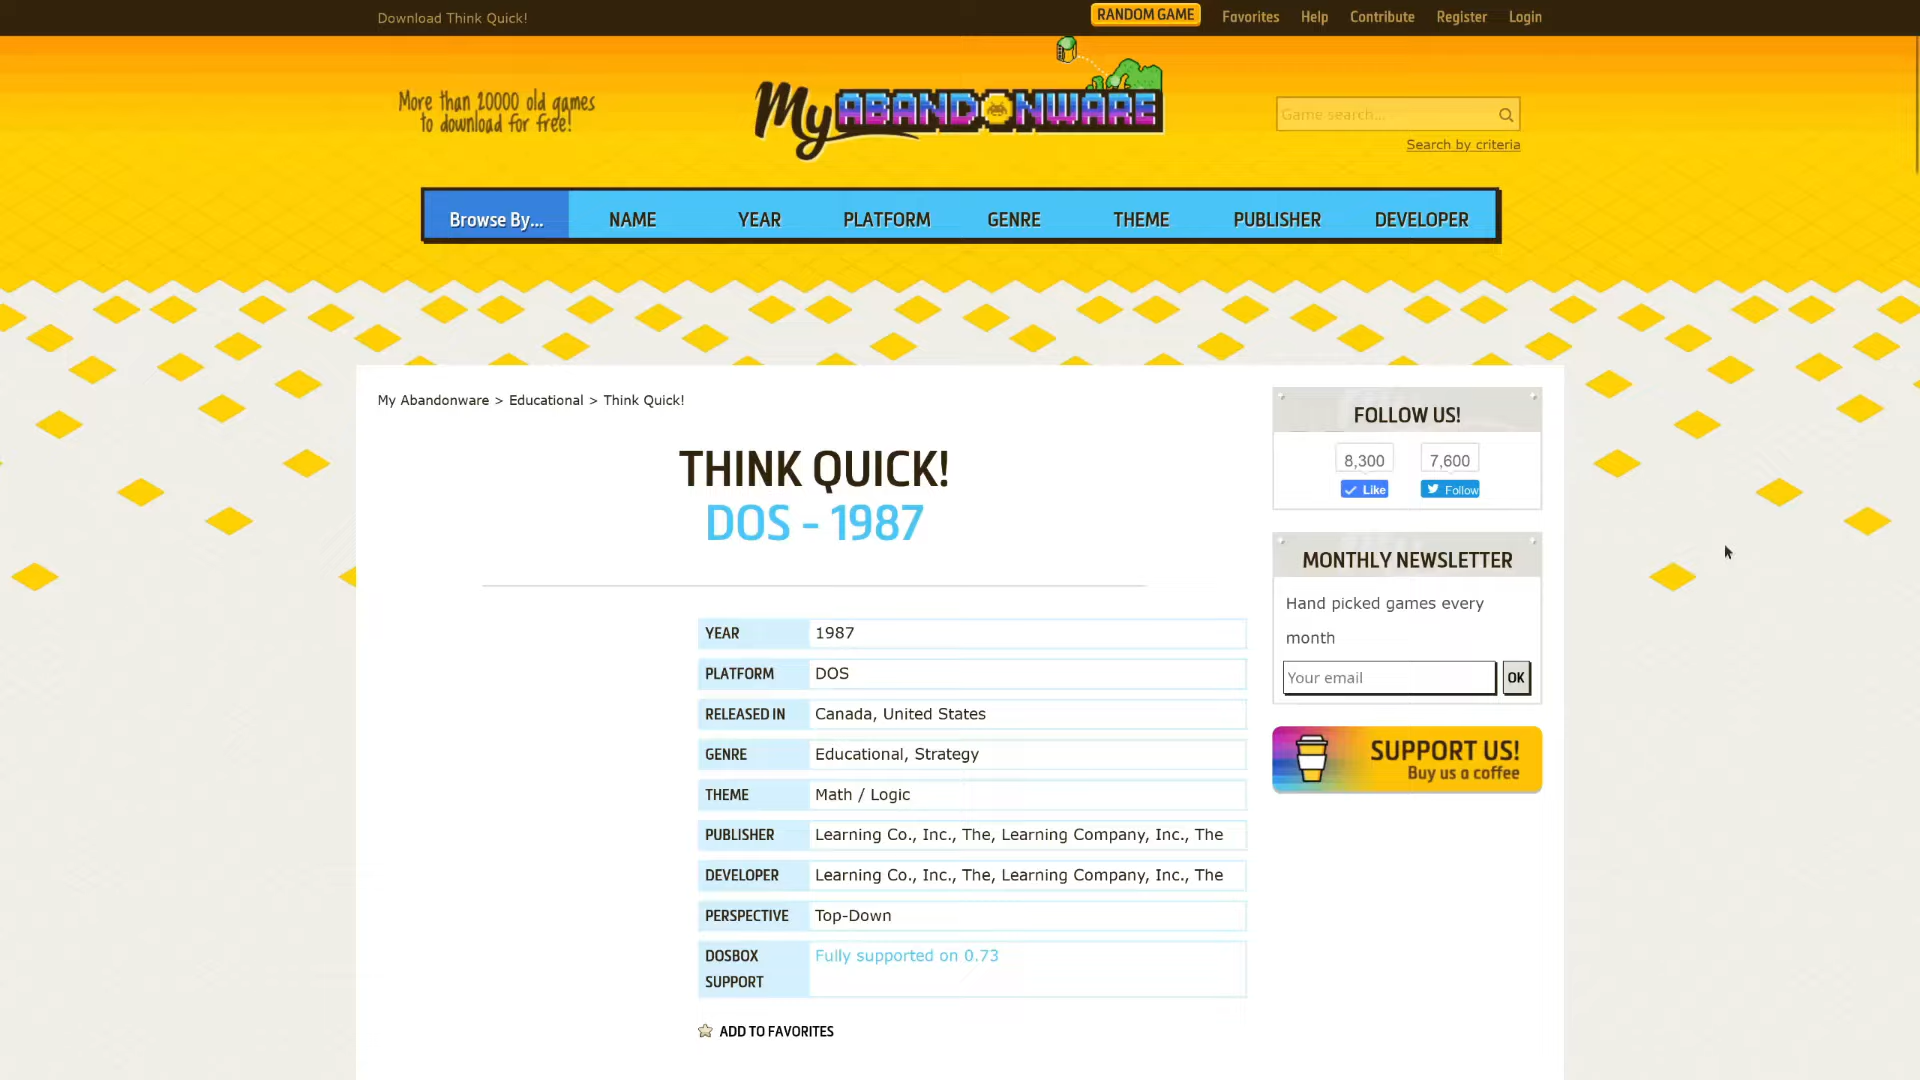 Download Think Quick!
RANDOM GAME
Favorites
Help
Contribute
Register
Login
More than 10000 old games
to download for free!
My ABANDONWARE
Game search...
Search by criteria
Browse By...
NAME
YEAR
PLATFORM
GENRE
THEME
PUBLISHER
DEVELOPER
My Abandonware > Educational > Think Quick!
THINK QUICK!
DOS - 1987
YEAR 1987
PLATFORM DOS
RELEASED IN Canada, United States
GENRE Educational, Strategy
THEME Math / Logic
PUBLISHER Learning Co., Inc., The, Learning Company, Inc., The
DEVELOPER Learning Co., Inc., The, Learning Company, Inc., The
PERSPECTIVE Top-Down
DOSBOX Fully supported on 0.73
SUPPORT
ADD TO FAVORITES
FOLLOW US!
8,300 7,600
Like Follow
MONTHLY NEWSLETTER
Hand picked games every
month
Your email OK
SUPPORT US!
Buy us a coffee